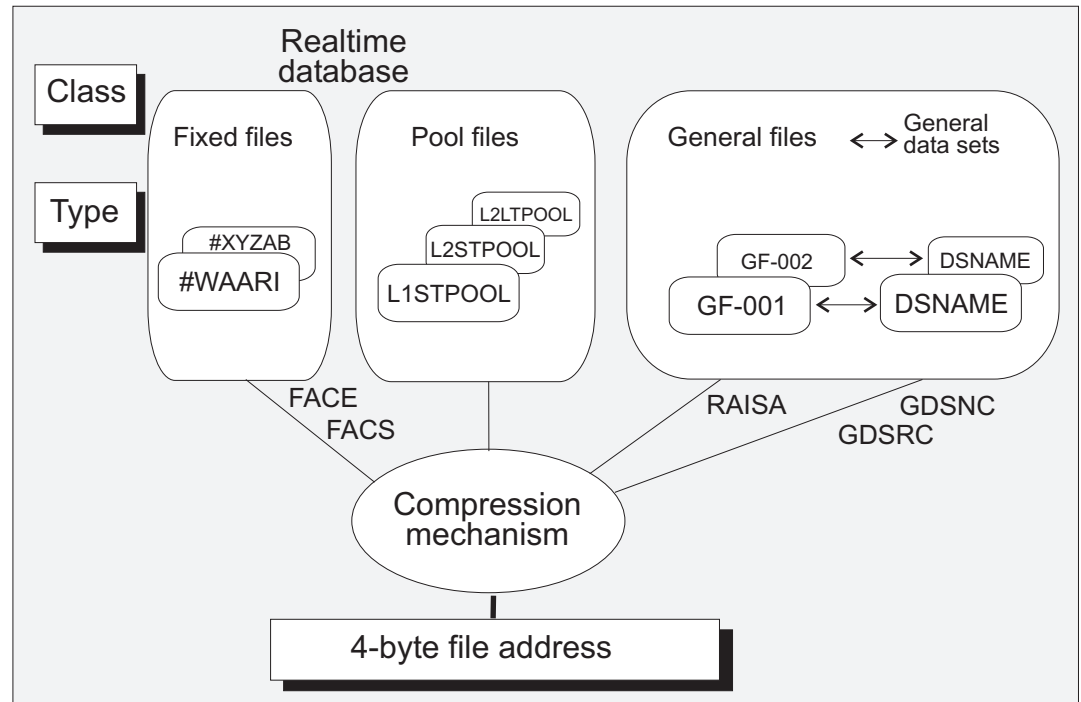 Realtime
database
Class
Fixed files
Pool files
General files
General
data sets
Type
#XYZAB
#WAARI
L2LTPOOL
L2STPOOL
L1STPOOL
GF-002
DSNAME
GF-001
DSNAME
FACE
FACS
RAISA
GDSNC
GDSRC
Compression
mechanism
4-byte file address